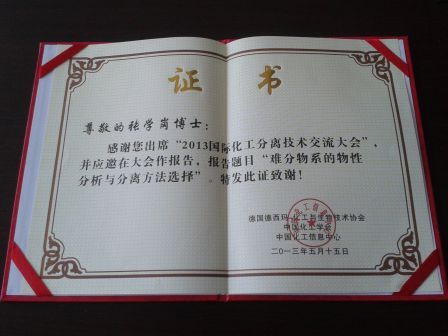 证书
尊敬的张学岗博士：
感谢您出席“2013国际化工分离技术交流大会”，
并应邀在大会作报告，报告题目“难分物系的物性
分析与分离方法选择”。特发此证致谢！
德国德西玛-化工与生物技术协会
中国化工学会
中国化工信息中心
二〇一三年五月十五日